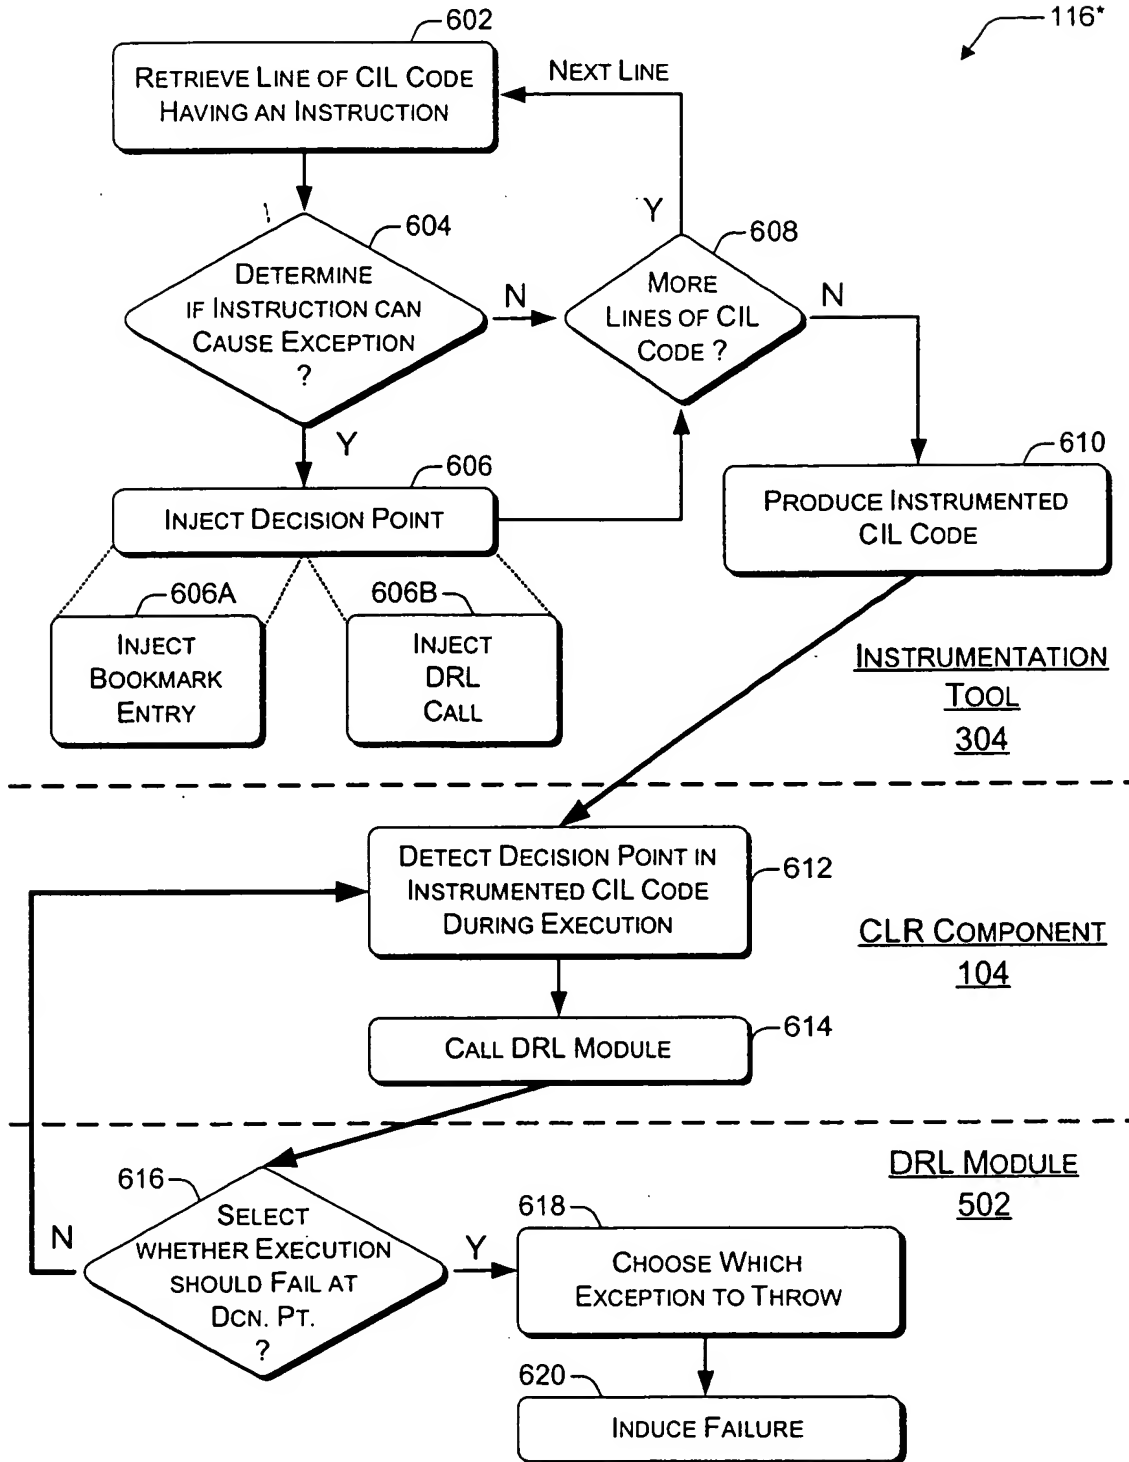 602
116*
RETRIEVE LINE OF CIL CODE
HAVING AN INSTRUCTION
NEXT LINE
Y
604
608
DETERMINE
IF INSTRUCTION CAN
CAUSE EXCEPTION
?
N
MORE
LINES OF CIL
CODE ?
N
Y
606
610
INJECT DECISION POINT
PRODUCE INSTRUMENTED
CIL CODE
606A
606B
INJECT
BOOKMARK
ENTRY
INJECT
DRL
CALL
INSTRUMENTATION
TOOL
304
DETECT DECISION POINT IN
INSTRUMENTED CIL CODE
DURING EXECUTION
612
CLR COMPONENT
104
CALL DRL MODULE
614
DRL MODULE
502
616
SELECT
WHETHER EXECUTION
SHOULD FAIL AT
DCN. PT.
?
N
Y
618
CHOOSE WHICH
EXCEPTION TO THROW
620
INDUCE FAILURE